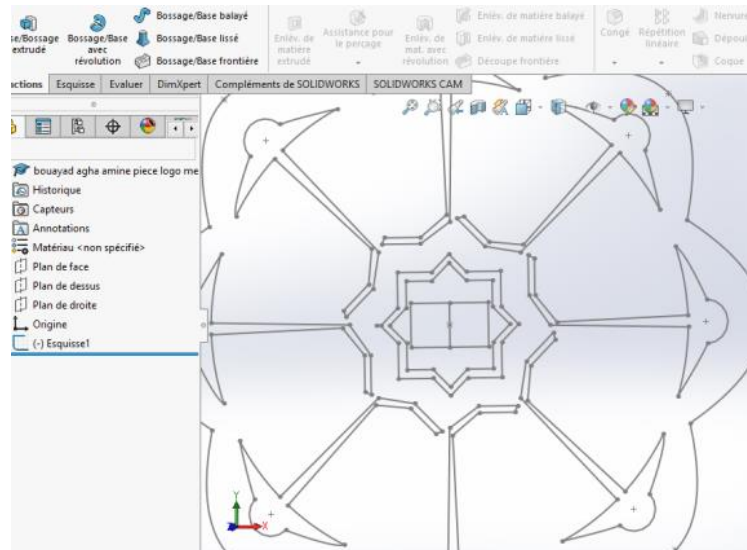 Bossage/Base balayé
Enlèv. de matière balayé
Nervure
se/Bossage
extrudé
Bossage/Base
avec
révolution
Bossage/Base lissé
Enlèv. de
matière
extrudé
Assistance pour
le perçage
Enlèv. de
mat. avec
révolution
Enlèv. de matière lissé
Congé
Répétition
linéaire
Dépoui
Bossage/Base frontière
Découpe frontière
Coque
nctions
Esquisse
Evaluer
DimXpert
Compléments de SOLIDWORKS
SOLIDWORKS CAM
bouayad agha amine piece logo me
Historique
Capteurs
Annotations
Matériau <non spécifié>
Plan de face
Plan de dessus
Plan de droite
Origine
(-) Esquisse1
Y
Z
X